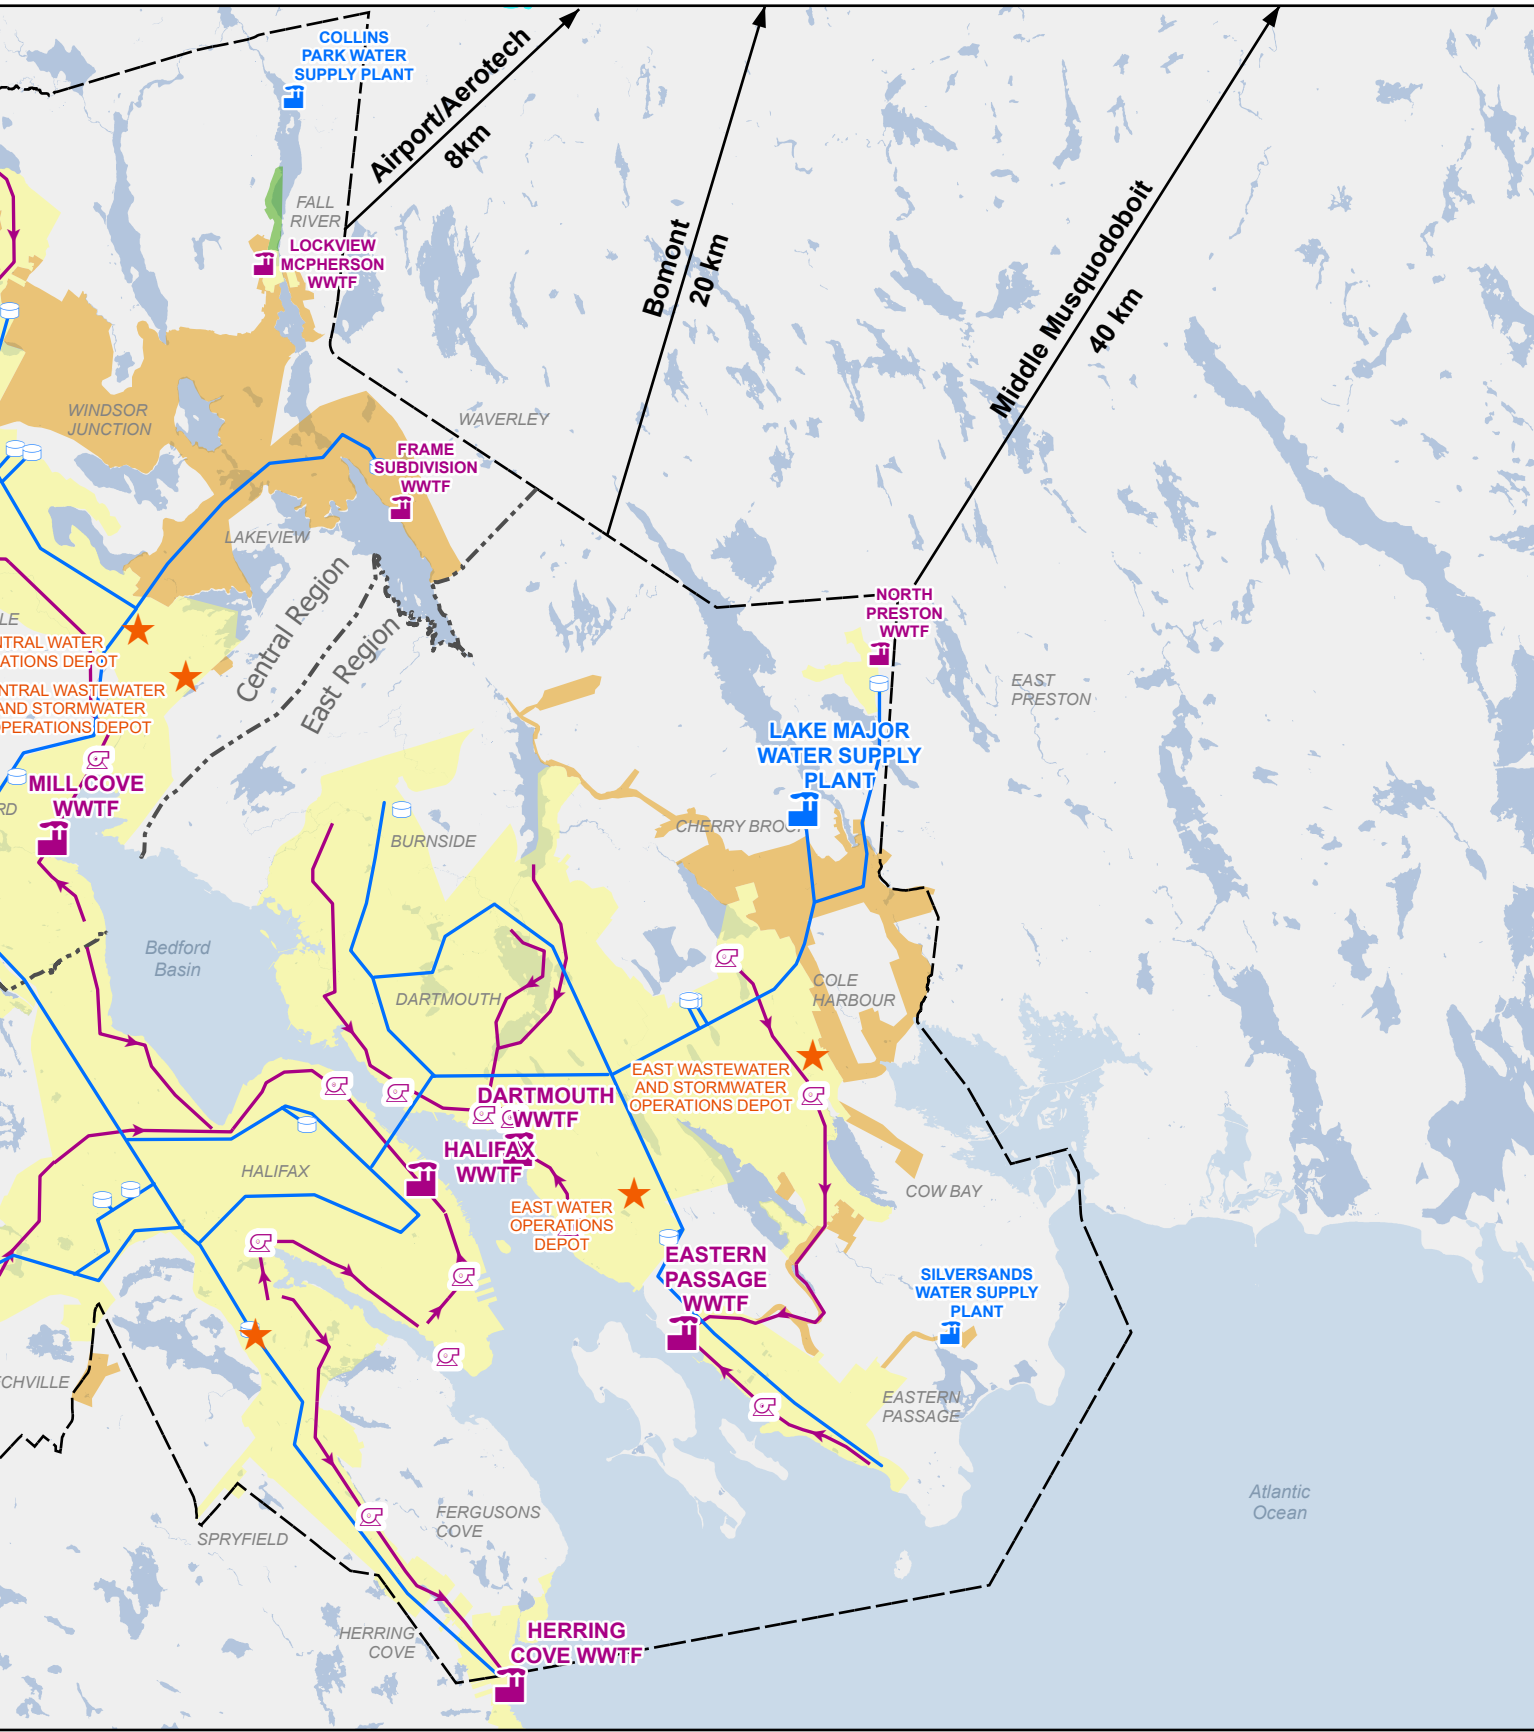 COLLINS
PARK WATER
SUPPLY PLANT
Airport/Aerotech
8km
FALL
RIVER
LOCKVIEW
MCPHERSON
WWTF
Bomont
20 km
Middle Musquodoboit
40 km
WINDSOR
JUNCTION
WAVERLEY
FRAME
SUBDIVISION
WWTF
LAKEVIEW
Central Region
East Region
NORTH
PRESTON
WWTF
LE
NTRAL WATER
ATIONS DEPOT
NTRAL WASTEWATER
AND STORMWATER
PERATIONS DEPOT
EAST
PRESTON
LAKE MAJOR
WATER SUPPLY
PLANT
MILL COVE
WWTF
RD
BURNSIDE
CHERRY BROOK
Bedford
Basin
DARTMOUTH
COLE
HARBOUR
EAST WASTEWATER
AND STORMWATER
OPERATIONS DEPOT
DARTMOUTH
WWTF
HALIFAX
WWTF
HALIFAX
COW BAY
EAST WATER
OPERATIONS
DEPOT
EASTERN
PASSAGE
WWTF
SILVERSANDS
WATER SUPPLY
PLANT
CHVILLE
EASTERN
PASSAGE
Atlantic
Ocean
FERGUSONS
COVE
SPRYFIELD
HERRING
COVE
HERRING
COVE WWTF